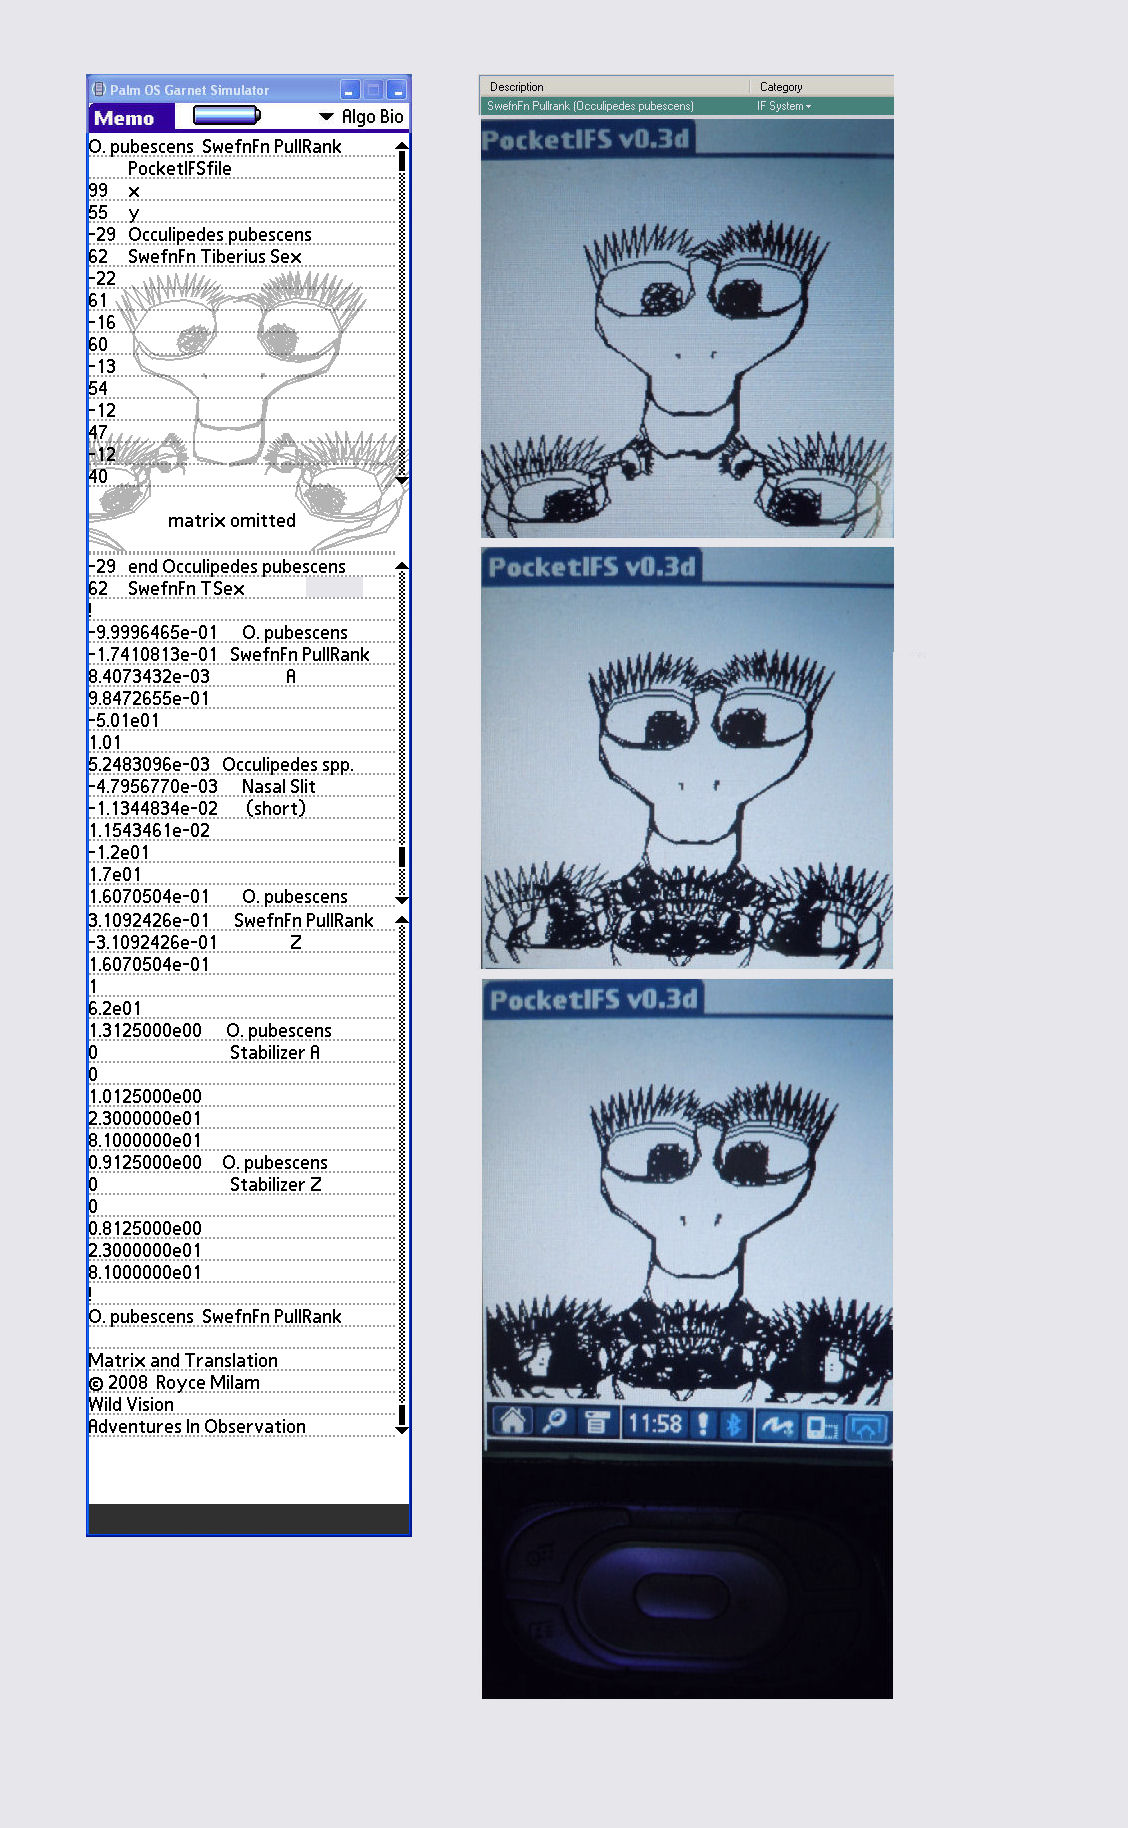 Palm OS Garnet Simulator
Memo
Algo Bio
O. pubescens SwefnFn PullRank
PocketIFSfile
99 x
55 y
-29 Occulipedes pubescens
62 SwefnFn Tiberius Sex
-22
61
-16
60
-13
54
-12
47
-12
40
matrix omitted
-29 end Occulipedes pubescens
62 SwefnFn TSex
!
-9.9996465e-01 O. pubescens
-1.7410813e-01 SwefnFn PullRank
8.4073432e-03 A
9.8472655e-01
-5.01e01
1.01
5.2483096e-03 Occulipedes spp.
-4.7956770e-03 Nasal Slit
-1.1344834e-02 (short)
1.1543461e-02
-1.2e01
1.7e01
1.6070504e-01 O. pubescens
3.1092426e-01 SwefnFn PullRank
-3.1092426e-01 Z
1.6070504e-01
1
6.2e01
1.3125000e00 O. pubescens
0 Stabilizer A
0
1.0125000e00
2.3000000e01
8.1000000e01
0.9125000e00 O. pubescens
0 Stabilizer Z
0
0.8125000e00
2.3000000e01
8.1000000e01
!
O. pubescens SwefnFn PullRank
Matrix and Translation
© 2008 Royce Milam
Wild Vision
Adventures In Observation
Description Category
SwefnFn Pullrank (Occulipedes pubescens) IF System
PocketIFS v0.3d
PocketIFS v0.3d
PocketIFS v0.3d
11:58